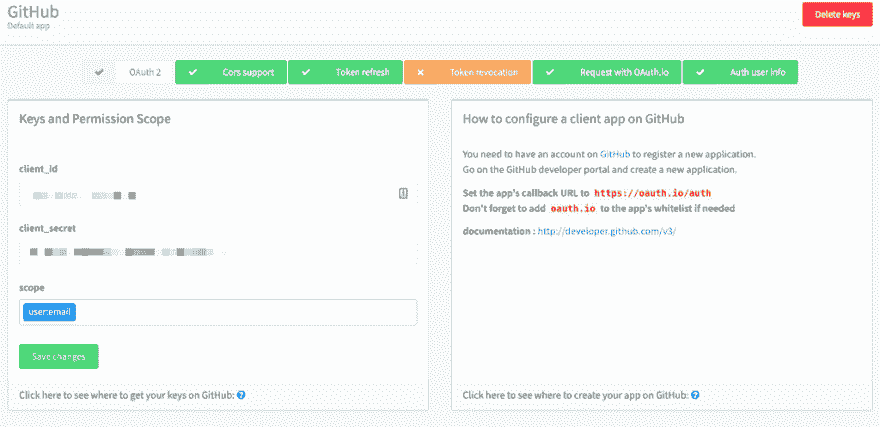 GitHub
Default app
Delete keys
OAuth 2
Cors support
Token refresh
Token revocation
Request with OAuth.io
Auth user info
Keys and Permission Scope
client_id
client_secret
scope
user:email
Save changes
Click here to see where to get your keys on GitHub:
How to configure a client app on GitHub
You need to have an account on GitHub to register a new application.
Go on the GitHub developer portal and create a new application.
Set the app's callback URL to https://oauth.io/auth
Don't forget to add oauth.io to the app's whitelist if needed
documentation : http://developer.github.com/v3/
Click here to see where to create your app on GitHub: